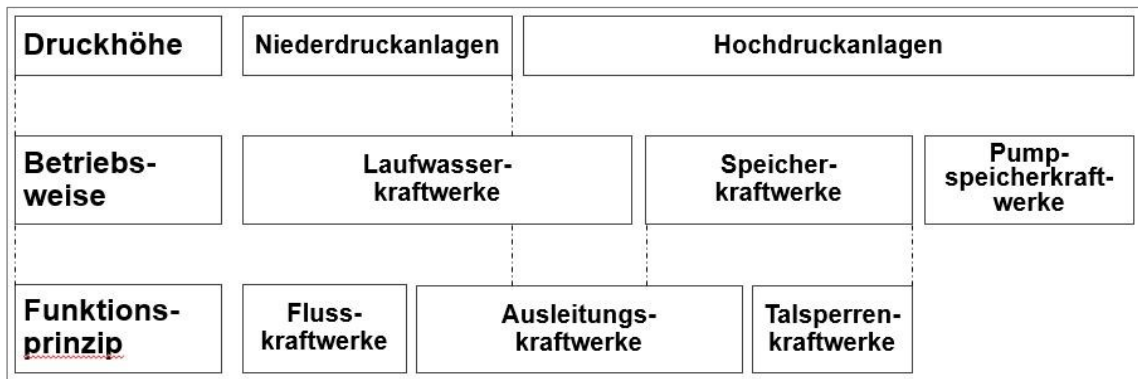 Druckhöhe
Niederdruckanlagen
Hochdruckanlagen
Betriebs-
weise
Laufwasser-
kraftwerke
Speicher-
kraftwerke
Pump-
speicherkraft-
werke
Funktions-
prinzip
Fluss-
kraftwerke
Ausleitungs-
kraftwerke
Talsperren-
kraftwerke